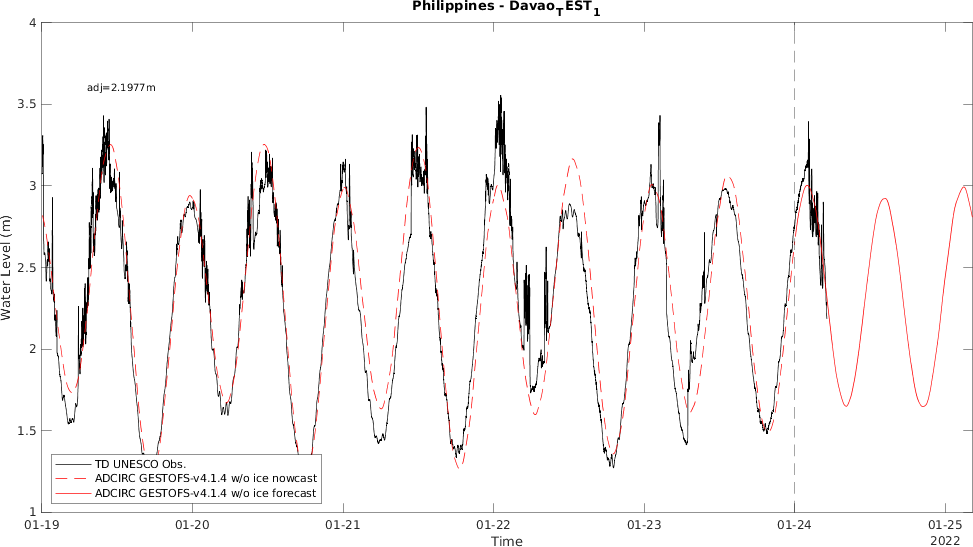 Philippines - Davao_TEST_1
4
3.5
3
2.5
2
1.5
1
Water Level (m)
adj=2.1977m
TD UNESCO Obs.
ADCIRC GESTOFS-v4.1.4 w/o ice nowcast
ADCIRC GESTOFS-v4.1.4 w/o ice forecast
01-19 01-20 01-21 01-22 01-23 01-24 01-25
Time 2022